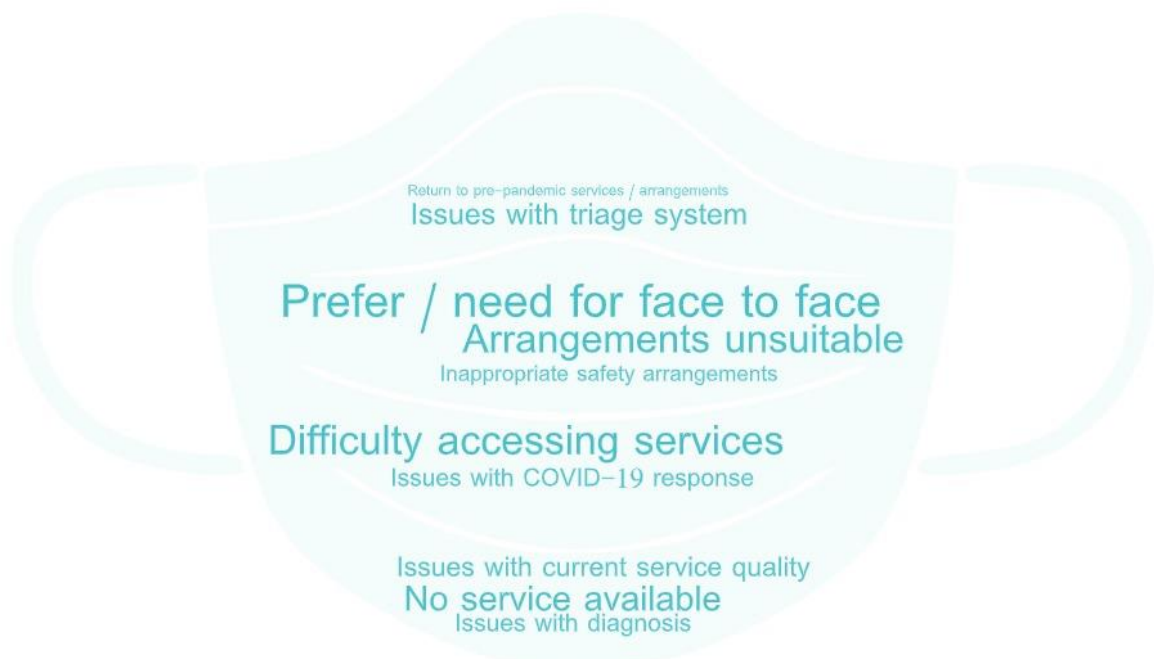 Return to pre-pandemic services / arrangements
Issues with triage system
Prefer / need for face to face
Arrangements unsuitable
Inappropriate safety arrangements
Difficulty accessing services
Issues with COVID-19 response
Issues with current service quality
No service available
Issues with diagnosis